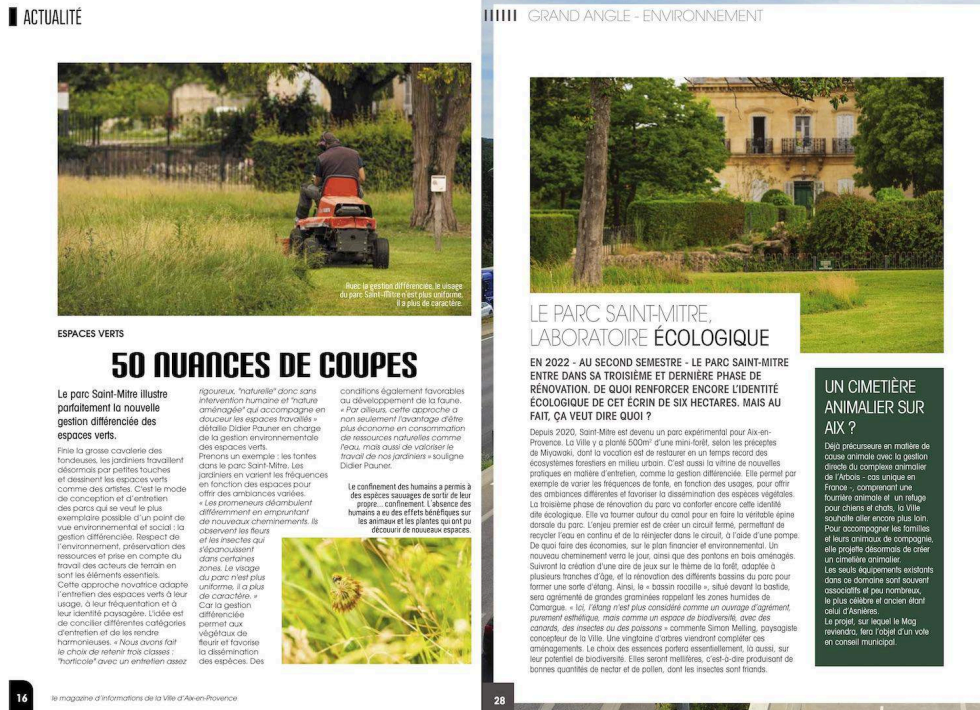 ACTUALITÉ
Avec la gestion différenciée, le visage
du parc Saint-Mitre n'est plus uniforme,
il a plus de caractère.
ESPACES VERTS
50 NUANCES DE COUPES
Le parc Saint-Mitre illustre
parfaitement la nouvelle
gestion différenciée des
espaces verts.
Finie la grosse cavalerie des
tondeuses, les jardiniers travaillent
désormais par petites touches
et dessinent les espaces verts
comme des artistes. C'est le mode
de conception et d'entretien
des parcs qui se veut le plus
exemplaire possible d'un point de
vue environnemental et social : la
gestion différenciée. Respect de
l'environnement, préservation des
ressources et prise en compte du
travail des acteurs de terrain en
sont les éléments essentiels.
Cette approche novatrice adapte
l'entretien des espaces verts à leur
usage, à leur fréquentation et à
leur identité paysagère. L'idée est
de concilier différentes catégories
d'entretien et de les rendre
harmonieuses. « Nous avons fait
le choix de retenir trois classes :
"horticole" avec un entretien assez
rigoureux, "naturelle" donc sans
intervention humaine et "nature
aménagée" qui accompagne en
douceur les espaces travaillés »
détaille Didier Pauner en charge
de la gestion environnementale
des espaces verts.
Prenons un exemple : les tontes
dans le parc Saint-Mitre. Les
jardiniers en varient les fréquences
en fonction des espaces pour
offrir des ambiances variées.
« Les promeneurs déambulent
différemment en empruntant
de nouveaux cheminements. Ils
observent les fleurs
et les insectes qui
s'épanouissent
dans certaines
zones. Le visage
du parc n'est plus
uniforme, il a plus
de caractère. »
Car la gestion
différenciée
permet aux
végétaux de
fleurir et favorise
la dissémination
des espèces. Des
conditions également favorables
au développement de la faune.
« Par ailleurs, cette approche a
non seulement l'avantage d'être
plus économe en consommation
de ressources naturelles comme
l'eau, mais aussi de valoriser le
travail de nos jardiniers » souligne
Didier Pauner.
Le confinement des humains a permis à
des espèces sauvages de sortir de leur
propre... confinement. L'absence des
humains a eu des effets bénéfiques sur
les animaux et les plantes qui ont pu
découvrir de nouveaux espaces.
16
le magazine d'informations de la Ville d'Aix-en-Provence
GRAND ANGLE - ENVIRONNEMENT
LE PARC SAINT-MITRE,
LABORATOIRE ÉCOLOGIQUE
EN 2022 - AU SECOND SEMESTRE - LE PARC SAINT-MITRE
ENTRE DANS SA TROISIÈME ET DERNIÈRE PHASE DE
RÉNOVATION. DE QUOI RENFORCER ENCORE L'IDENTITÉ
ÉCOLOGIQUE DE CET ÉCRIN DE SIX HECTARES. MAIS AU
FAIT, ÇA VEUT DIRE QUOI ?
Depuis 2020, Saint-Mitre est devenu un parc expérimental pour Aix-en-
Provence. La Ville y a planté 500m² d'une mini-forêt, selon les préceptes
de Miyawaki, dont la vocation est de restaurer en un temps record des
écosystèmes forestiers en milieu urbain. C'est aussi la vitrine de nouvelles
pratiques en matière d'entretien, comme la gestion différenciée. Elle permet par
exemple de varier les fréquences de tonte, en fonction des usages, pour offrir
des ambiances différentes et favoriser la dissémination des espèces végétales.
La troisième phase de rénovation du parc va conforter encore cette identité
dite écologique. Elle va tourner autour du canal pour en faire la véritable épine
dorsale du parc. L'enjeu premier est de créer un circuit fermé, permettant de
recycler l'eau en continu et de la réinjecter dans le circuit, à l'aide d'une pompe.
De quoi faire des économies, sur le plan financier et environnemental. Un
nouveau cheminement verra le jour, ainsi que des pontons en bois aménagés.
Suivront la création d'une aire de jeux sur le thème de la forêt, adaptée à
plusieurs tranches d'âge, et la rénovation des différents bassins du parc pour
former une sorte d'étang. Ainsi, le « bassin rocaille », situé devant la bastide,
sera agrémenté de grandes graminées rappelant les zones humides de
Camargue. « Ici, l'étang n'est plus considéré comme un ouvrage d'agrément,
purement esthétique, mais comme un espace de biodiversité, avec des
canards, des insectes ou des poissons » commente Simon Melling, paysagiste
concepteur de la Ville. Une vingtaine d'arbres viendront compléter ces
aménagements. Le choix des essences portera essentiellement, là aussi, sur
leur potentiel de biodiversité. Elles seront mellifères, c'est-à-dire produisant de
bonnes quantités de nectar et de pollen, dont les insectes sont friands.
UN CIMETIÈRE
ANIMALIER SUR
AIX ?
Déjà précurseure en matière de
cause animale avec la gestion
directe du complexe animalier
de l'Arbois - cas unique en
France -, comprenant une
fourrière animale et un refuge
pour chiens et chats, la Ville
souhaite aller encore plus loin.
Pour accompagner les familles
et leurs animaux de compagnie,
elle projette désormais de créer
un cimetière animalier.
Les seuls équipements existants
dans ce domaine sont souvent
associatifs et peu nombreux,
le plus célèbre et ancien étant
celui d'Asnières.
Le projet, sur lequel le Mag
reviendra, fera l'objet d'un vote
en conseil municipal.
28